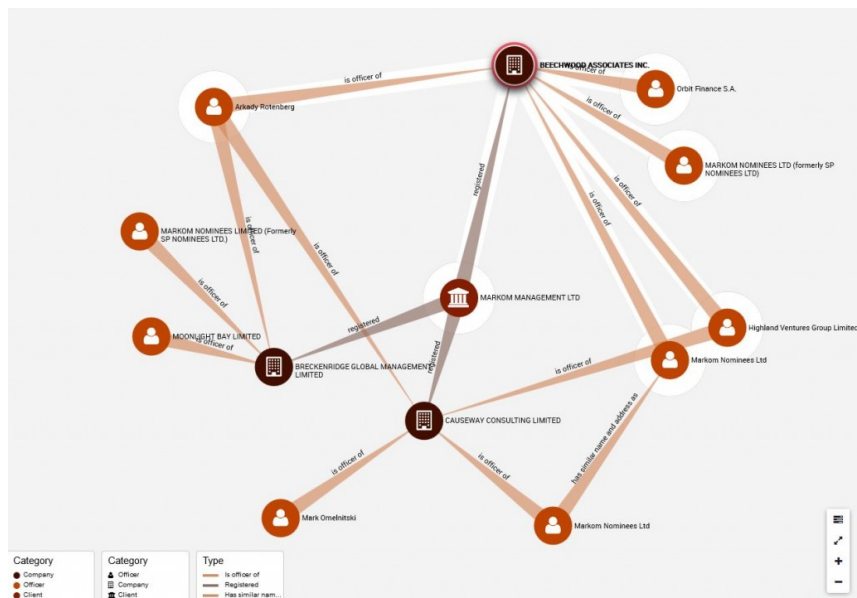 BEECHWOOD ASSOCIATES INC.
is officer of
is officer of
Orbit Finance S.A.
Arkady Rotenberg
is officer of
MARKOM NOMINEES LTD (formerly SP
NOMINEES LTD)
registered
is officer of
is officer of
MARKOM NOMINEES LIMITED (Formerly
SP NOMINEES LTD.)
is officer of
is officer of
is officer of
MARKOM MANAGEMENT LTD
registered
Highland Ventures Group Limited
MOONLIGHT BAY LIMITED
is officer of
registered
Markom Nominees Ltd
BRECKENRIDGE GLOBAL MANAGEMENT
LIMITED
is officer of
CAUSEWAY CONSULTING LIMITED
has similar name and address as
is officer of
is officer of
Mark Omelnitski
Markom Nominees Ltd
Category
Company
Officer
Client
Category
Officer
Company
Client
Type
Is officer of
Registered
Has similar nam...